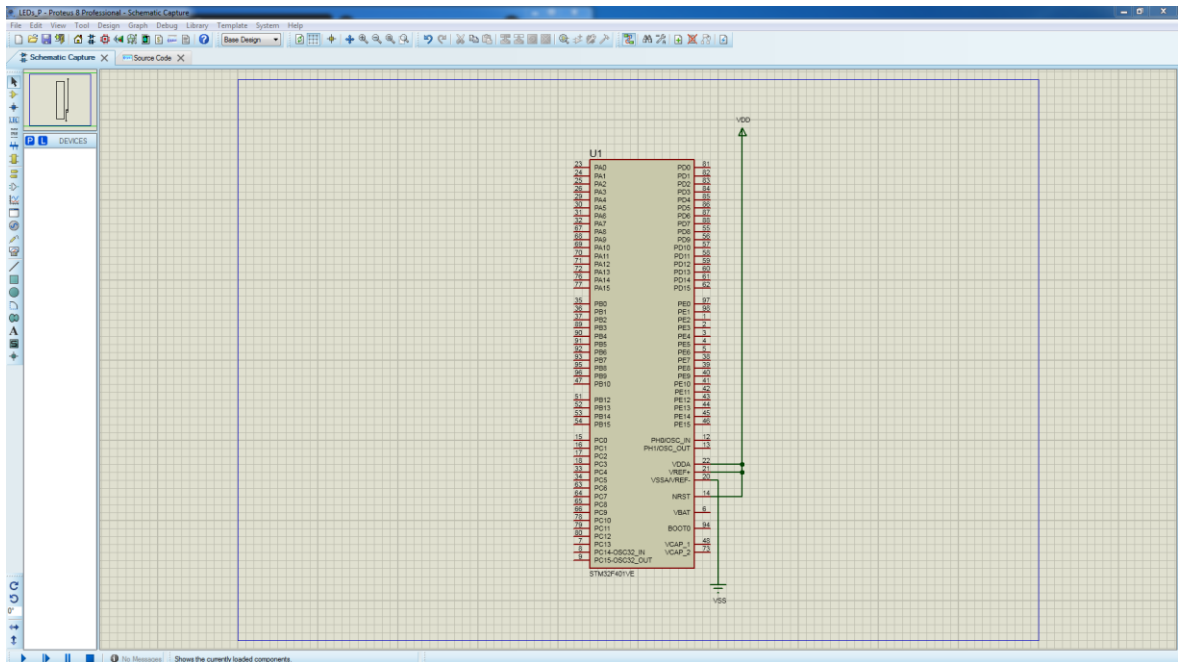 LEDs_P - Proteus 8 Professional - Schematic Capture
File Edit View Tool Design Graph Debug Library Template System Help
Base Design
Schematic Capture X Source Code X
P L DEVICES
VDD
U1
23 PA0 PD0 81
24 PA1 PD1 82
25 PA2 PD2 83
26 PA3 PD3 84
29 PA4 PD4 85
30 PA5 PD5 86
31 PA6 PD6 87
32 PA7 PD7 88
67 PA8 PD8 55
68 PA9 PD9 56
69 PA10 PD10 57
70 PA11 PD11 58
71 PA12 PD12 59
72 PA13 PD13 60
76 PA14 PD14 61
77 PA15 PD15 62
35 PB0 PE0 97
36 PB1 PE1 98
37 PB2 PE2 1
89 PB3 PE3 2
90 PB4 PE4 3
91 PB5 PE5 4
92 PB6 PE6 5
93 PB7 PE7 38
95 PB8 PE8 39
96 PB9 PE9 40
47 PB10 PE10 41
PE11 42
51 PB12 PE12 43
52 PB13 PE13 44
53 PB14 PE14 45
54 PB15 PE15 46
15 PC0 PH0/OSC_IN 12
16 PC1 PH1/OSC_OUT 13
17 PC2
18 PC3 VDDA 22
33 PC4 VREF+ 21
34 PC5 VSSA/VREF- 20
63 PC6
64 PC7 NRST 14
65 PC8
66 PC9 VBAT 6
78 PC10
79 PC11 BOOT0 94
80 PC12
7 PC13 VCAP_1 48
8 PC14-OSC32_IN VCAP_2 73
9 PC15-OSC32_OUT
STM32F401VE
VSS
0°
No Messages Shows the currently loaded components.